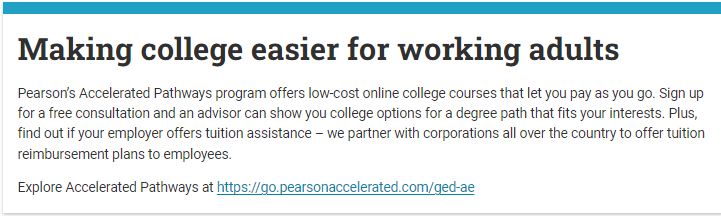 Making college easier for working adults
Pearson’s Accelerated Pathways program offers low-cost online college courses that let you pay as you go. Sign up
for a free consultation and an advisor can show you college options for a degree path that fits your interests. Plus,
find out if your employer offers tuition assistance – we partner with corporations all over the country to offer tuition
reimbursement plans to employees.
Explore Accelerated Pathways at https://go.pearsonaccelerated.com/ged-ae